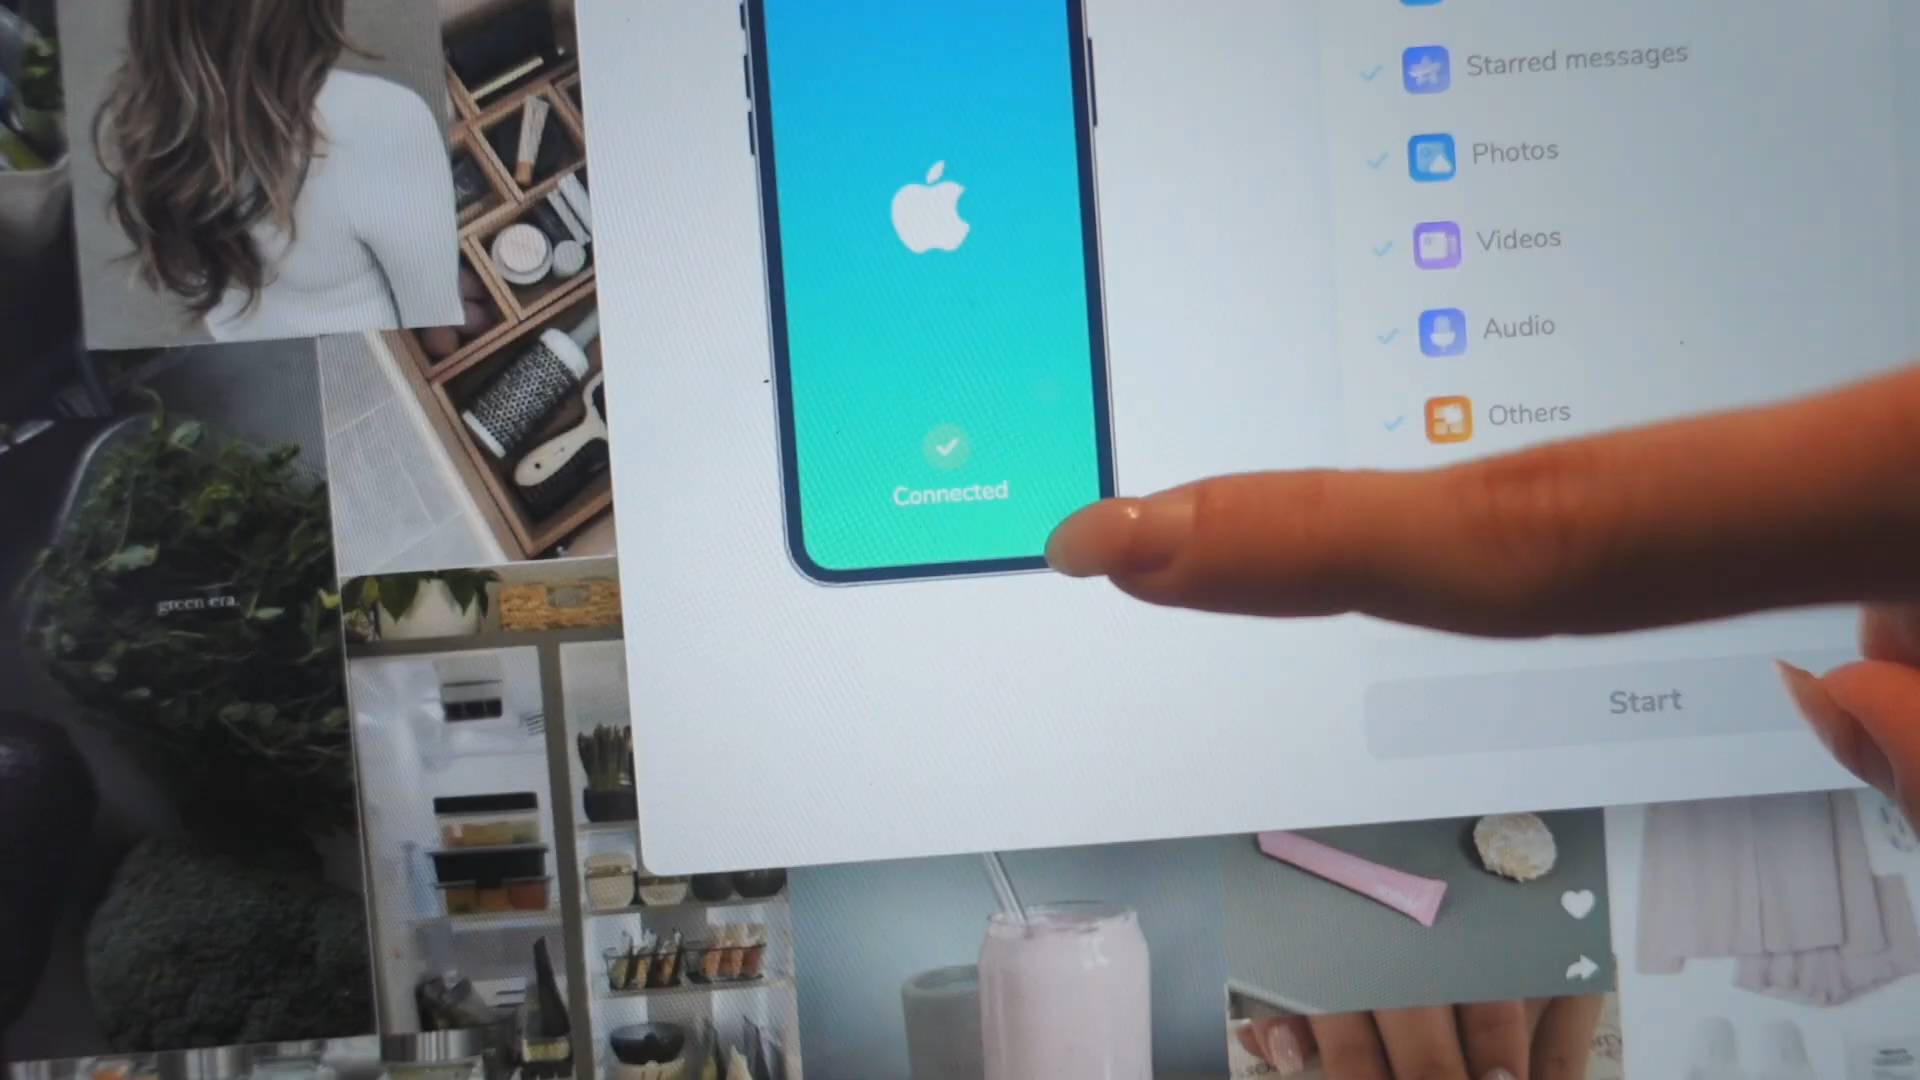 Starred messages
Photos
Videos
Audio
Others
Connected
Start
green era.